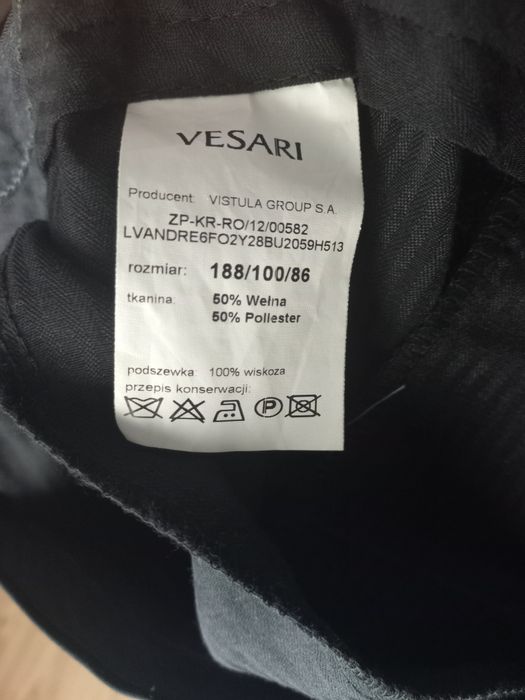 VESARI
Producent: VISTULA GROUP S.A.
ZP-KR-RO/12/00582
LVANDRE6FO2Y28BU2059H513
rozmiar: 188/100/86
tkanina: 50% Wełna
50% Poliester
podszewka: 100% wiskoza
przepis konserwacji:
P